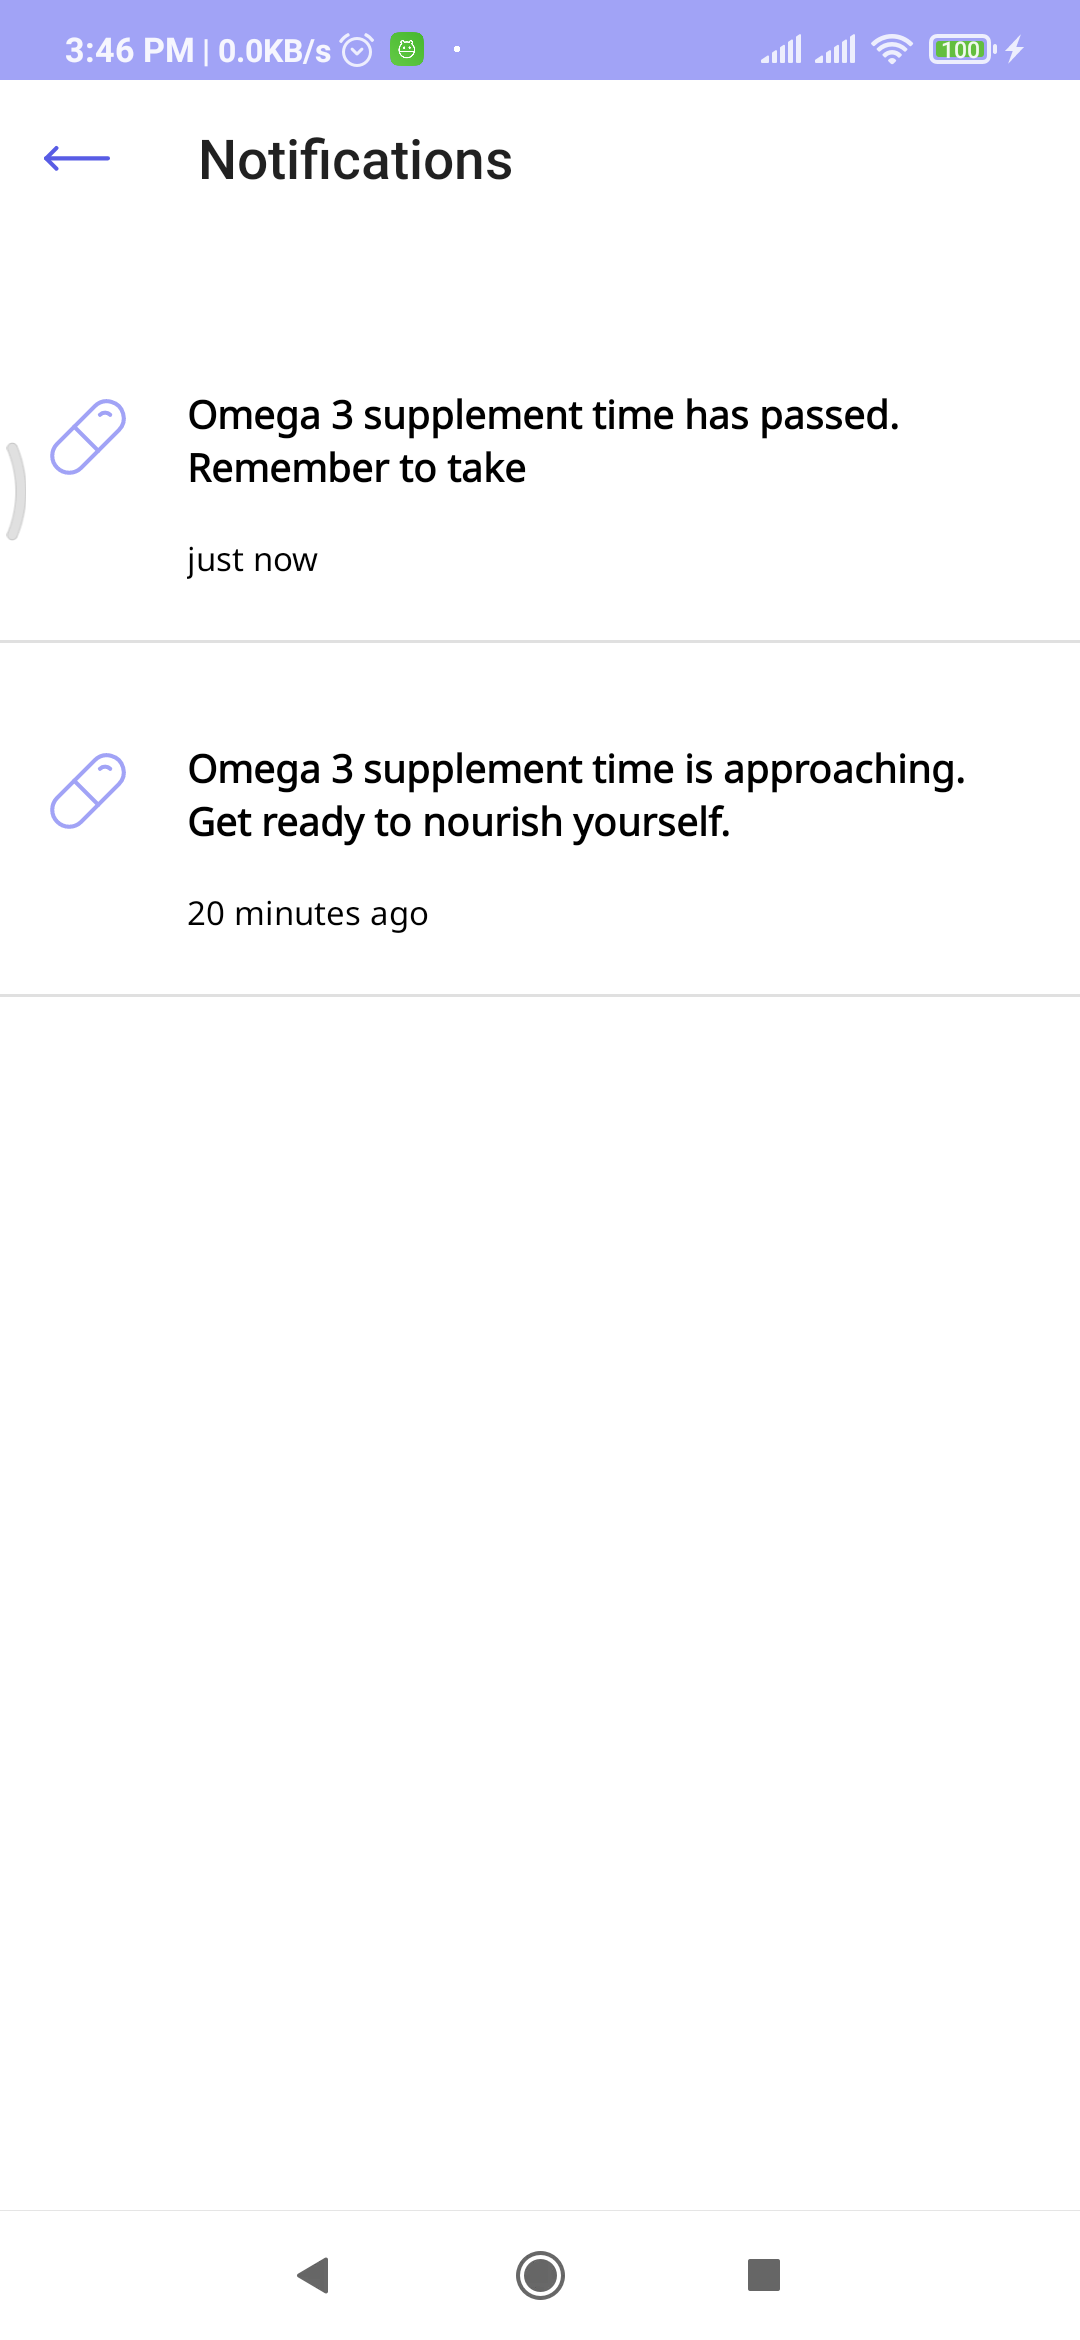 3:46 PM | 0.0KB/s 100
Notifications
Omega 3 supplement time has passed.
Remember to take
just now
Omega 3 supplement time is approaching.
Get ready to nourish yourself.
20 minutes ago